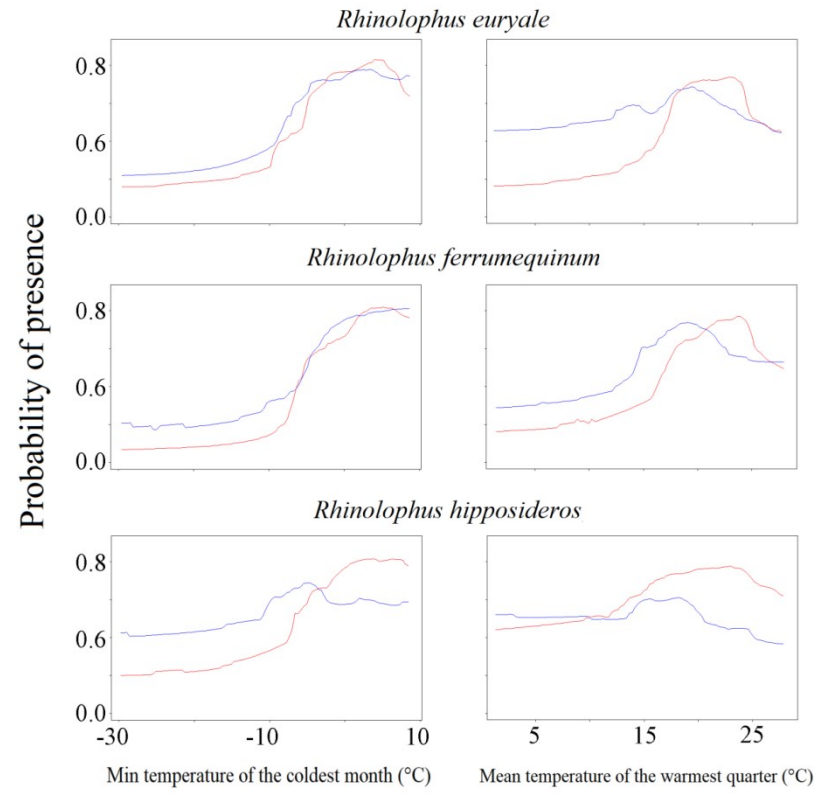 Rhinolophus euryale
0.8
0.6
0.0
Rhinolophus ferrumequinum
0.8
0.6
0.0
Probability of presence
Rhinolophus hipposideros
0.8
0.6
0.0
-30 -10 10 5 15 25
Min temperature of the coldest month (°C) Mean temperature of the warmest quarter (°C)